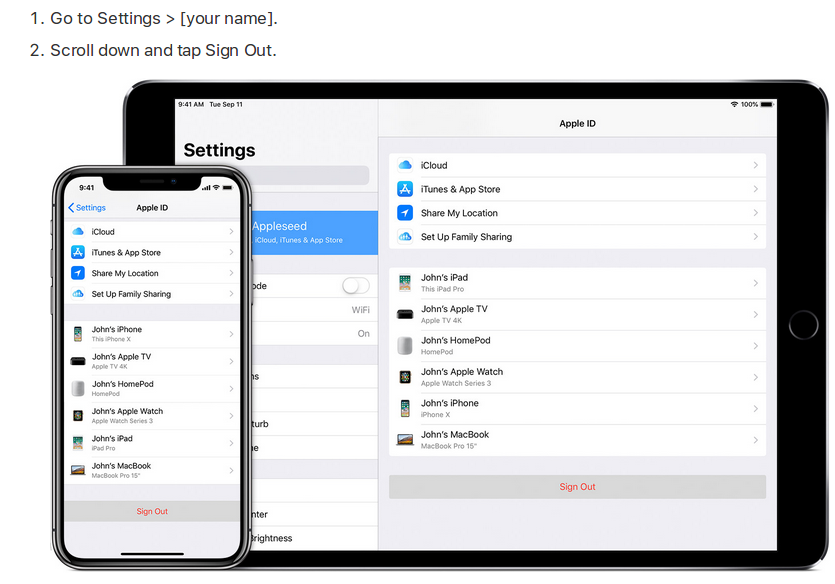 1. Go to Settings > [your name].
2. Scroll down and tap Sign Out.
9:41 AM Tue Sep 11
100%
Settings
Appleseed
iCloud, iTunes & App Store
WiFi
On
Apple ID
iCloud
iTunes & App Store
Share My Location
Set Up Family Sharing
John's iPad
This iPad Pro
John's Apple TV
Apple TV 4K
John's HomePod
HomePod
John's Apple Watch
Apple Watch Series 3
John's iPhone
iPhone X
John's MacBook
MacBook Pro 15"
Sign Out
9:41
Settings
Apple ID
iCloud
iTunes & App Store
Share My Location
Set Up Family Sharing
John's iPhone
This iPhone X
John's Apple TV
Apple TV 4K
John's HomePod
HomePod
John's Apple Watch
Apple Watch Series 3
John's iPad
iPad Pro
John's MacBook
MacBook Pro 15"
Sign Out